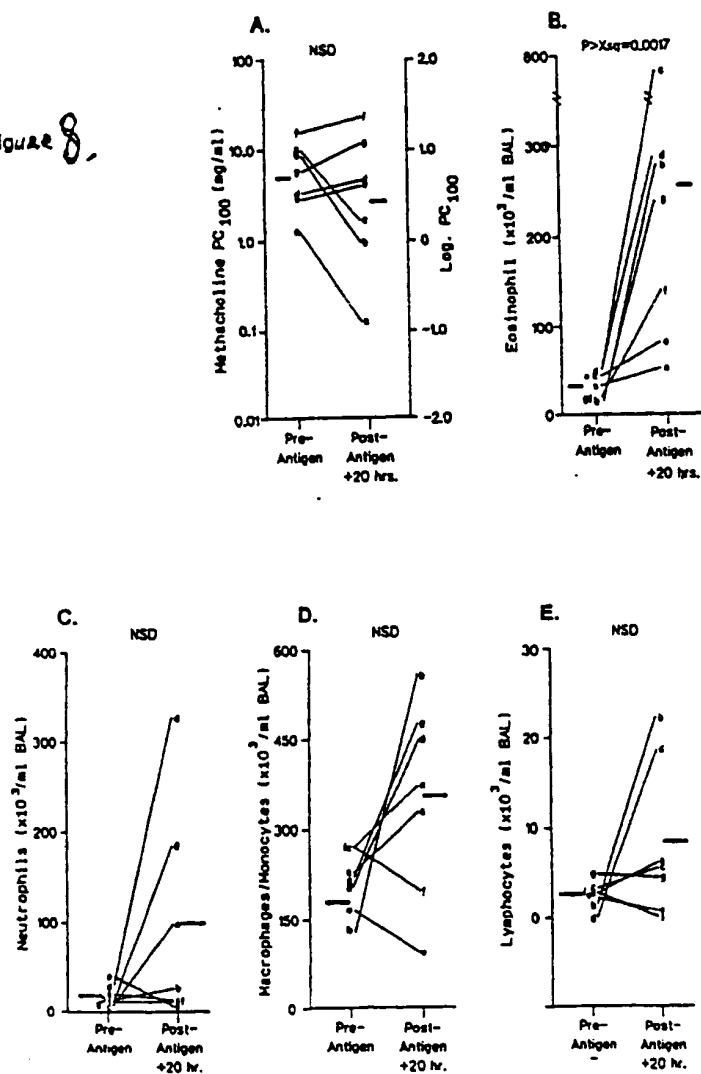 Figure 8.
A.
NSD
Methacholine PC100 (mg/ml)
100
10.0
1.0
0.1
0.01
Log. PC100
2.0
1.0
0
-1.0
-2.0
Pre-
Antigen
Post-
Antigen
+20 hrs.
B.
P>Xsq=0.0017
Eosinophil (x10³/ml BAL)
800
300
200
100
0
Pre-
Antigen
Post-
Antigen
+20 hrs.
C.
NSD
Neutrophils (x10³/ml BAL)
400
300
200
100
0
Pre-
Antigen
Post-
Antigen
+20 hr.
D.
NSD
Macrophages/Monocytes (x10³/ml BAL)
600
450
300
150
0
Pre-
Antigen
Post-
Antigen
+20 hr.
E.
NSD
Lymphocytes (x10³/ml BAL)
30
20
10
0
Pre-
Antigen
Post-
Antigen
+20 hr.